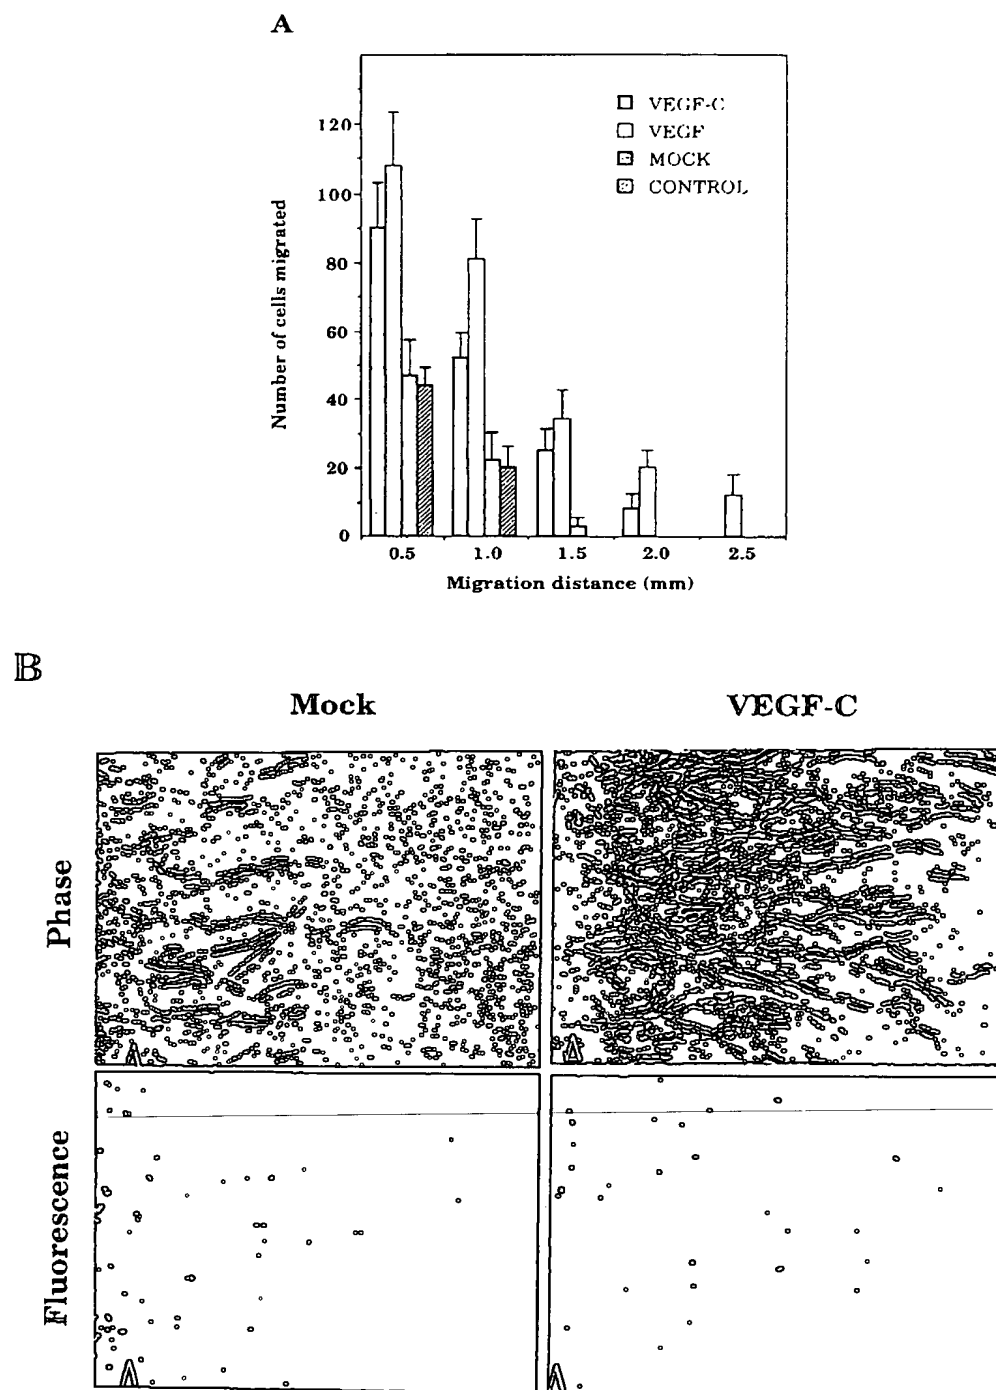 A
VEGF-C
VEGF
MOCK
CONTROL
120
100
80
60
40
20
0
Number of cells migrated
0.5 1.0 1.5 2.0 2.5
Migration distance (mm)
B
Mock VEGF-C
Phase
Fluorescence